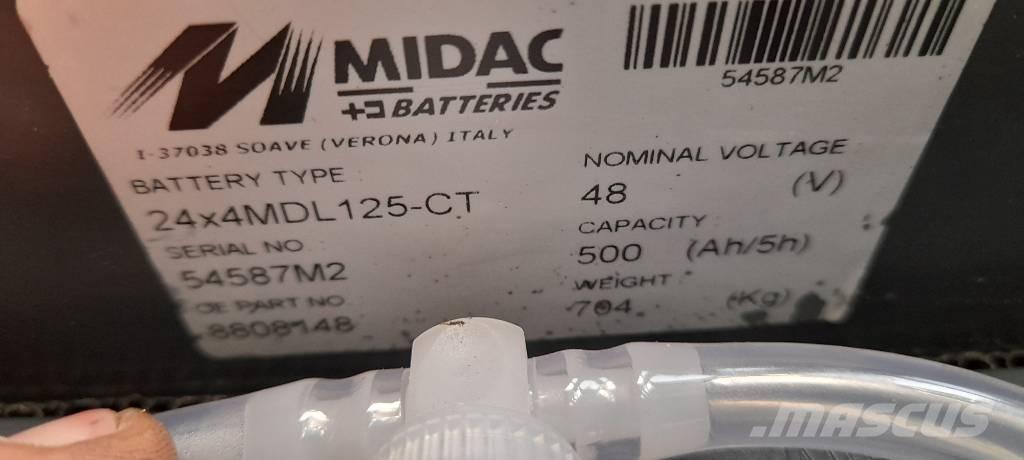 MIDAC
BATTERIES
I-37038 SOAVE (VERONA) ITALY
BATTERY TYPE
24x4MDL125-CT
SERIAL NO
54587M2
OE PART NO
8808148
54587M2
NOMINAL VOLTAGE
48 (V)
CAPACITY
500 (Ah/5h)
WEIGHT
704 (Kg)
MASCUS